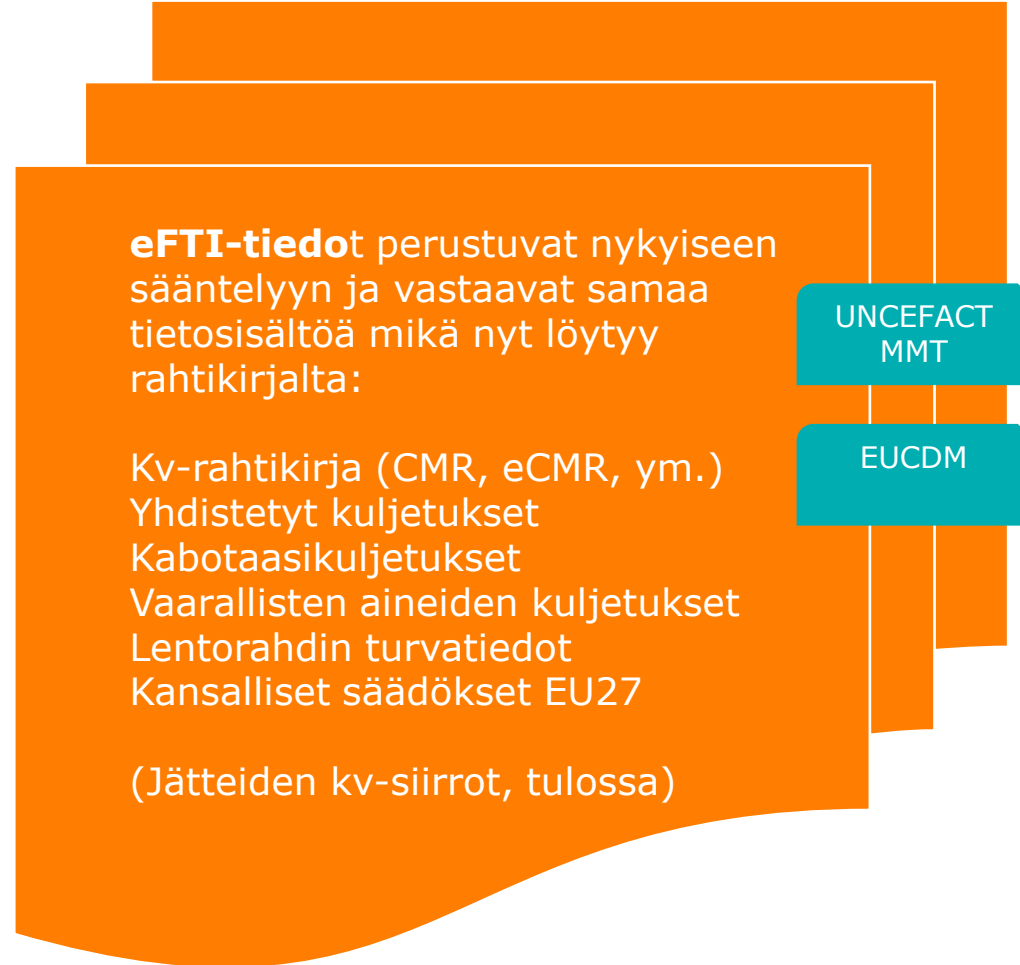 eFTI-tiedot perustuvat nykyiseen
sääntelyyn ja vastaavat samaa
tietosisältöä mikä nyt löytyy
rahtikirjalta:
Kv-rahtikirja (CMR, eCMR, ym.)
Yhdistetyt kuljetukset
Kabotaasikuljetukset
Vaarallisten aineiden kuljetukset
Lentorahdin turvatiedot
Kansalliset säädökset EU27
(Jätteiden kv-siirrot, tulossa)
UNCEFACT
MMT
EUCDM